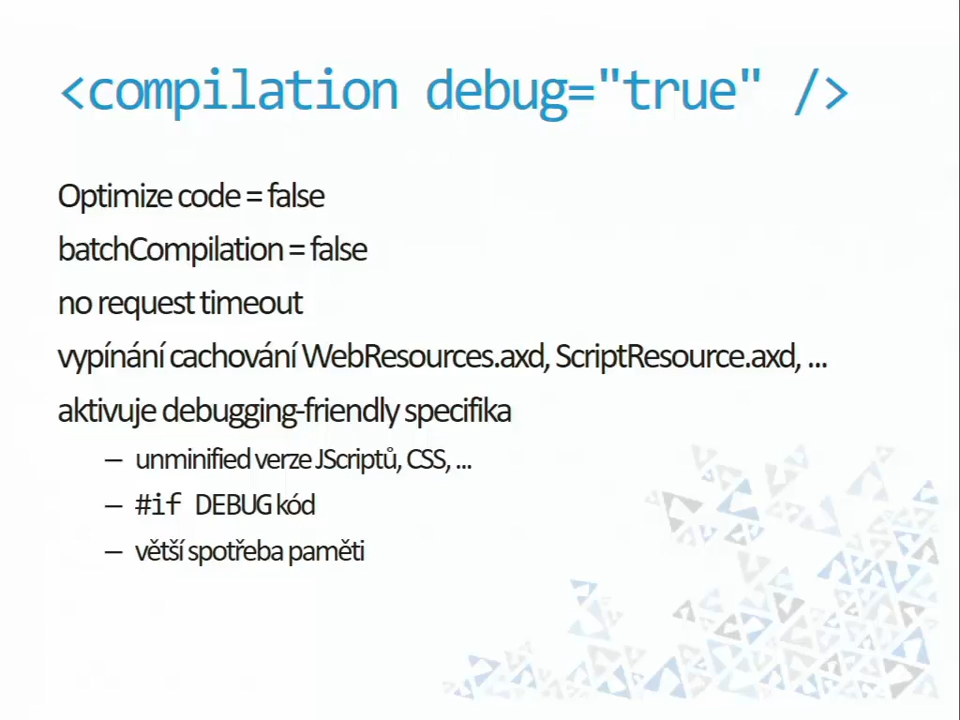 <compilation debug="true" />
Optimize code = false
batchCompilation = false
no request timeout
vypínání cachování WebResources.axd, ScriptResource.axd, ...
aktivuje debugging-friendly specifika
– unminified verze JScriptů, CSS, ...
– #if DEBUG kód
– větší spotřeba paměti